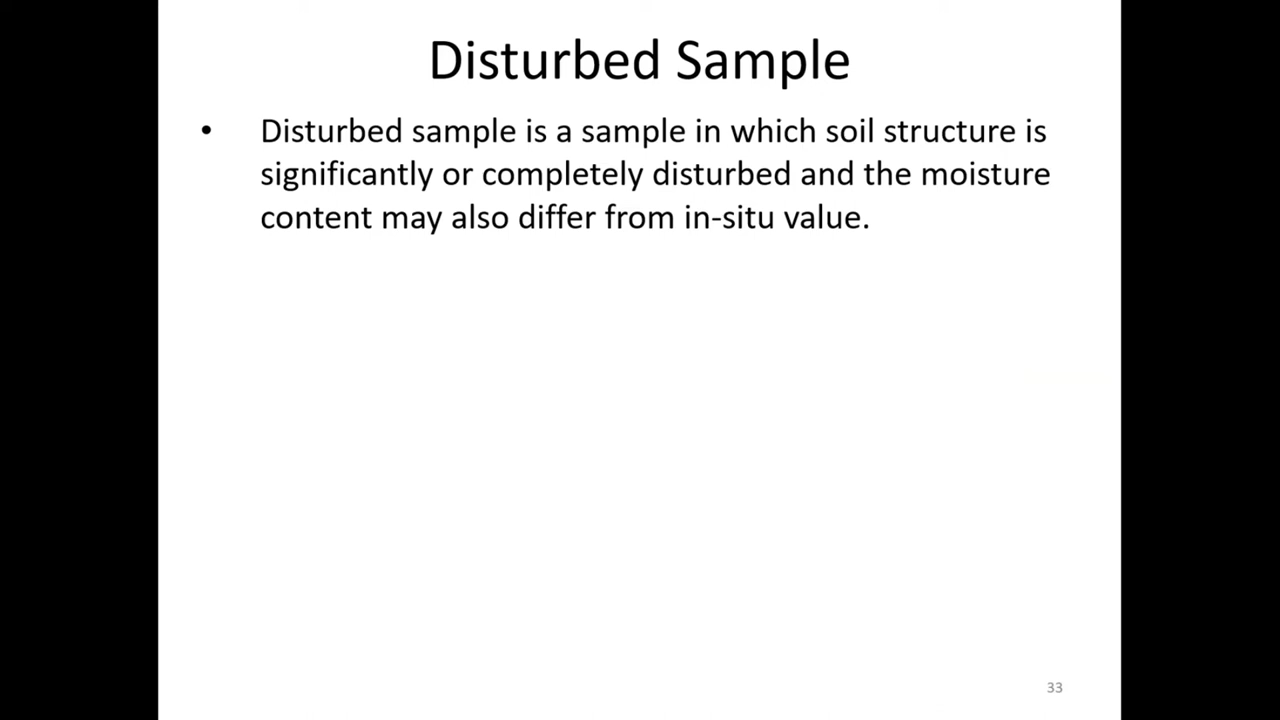 Disturbed Sample
• Disturbed sample is a sample in which soil structure is
significantly or completely disturbed and the moisture
content may also differ from in-situ value.
33